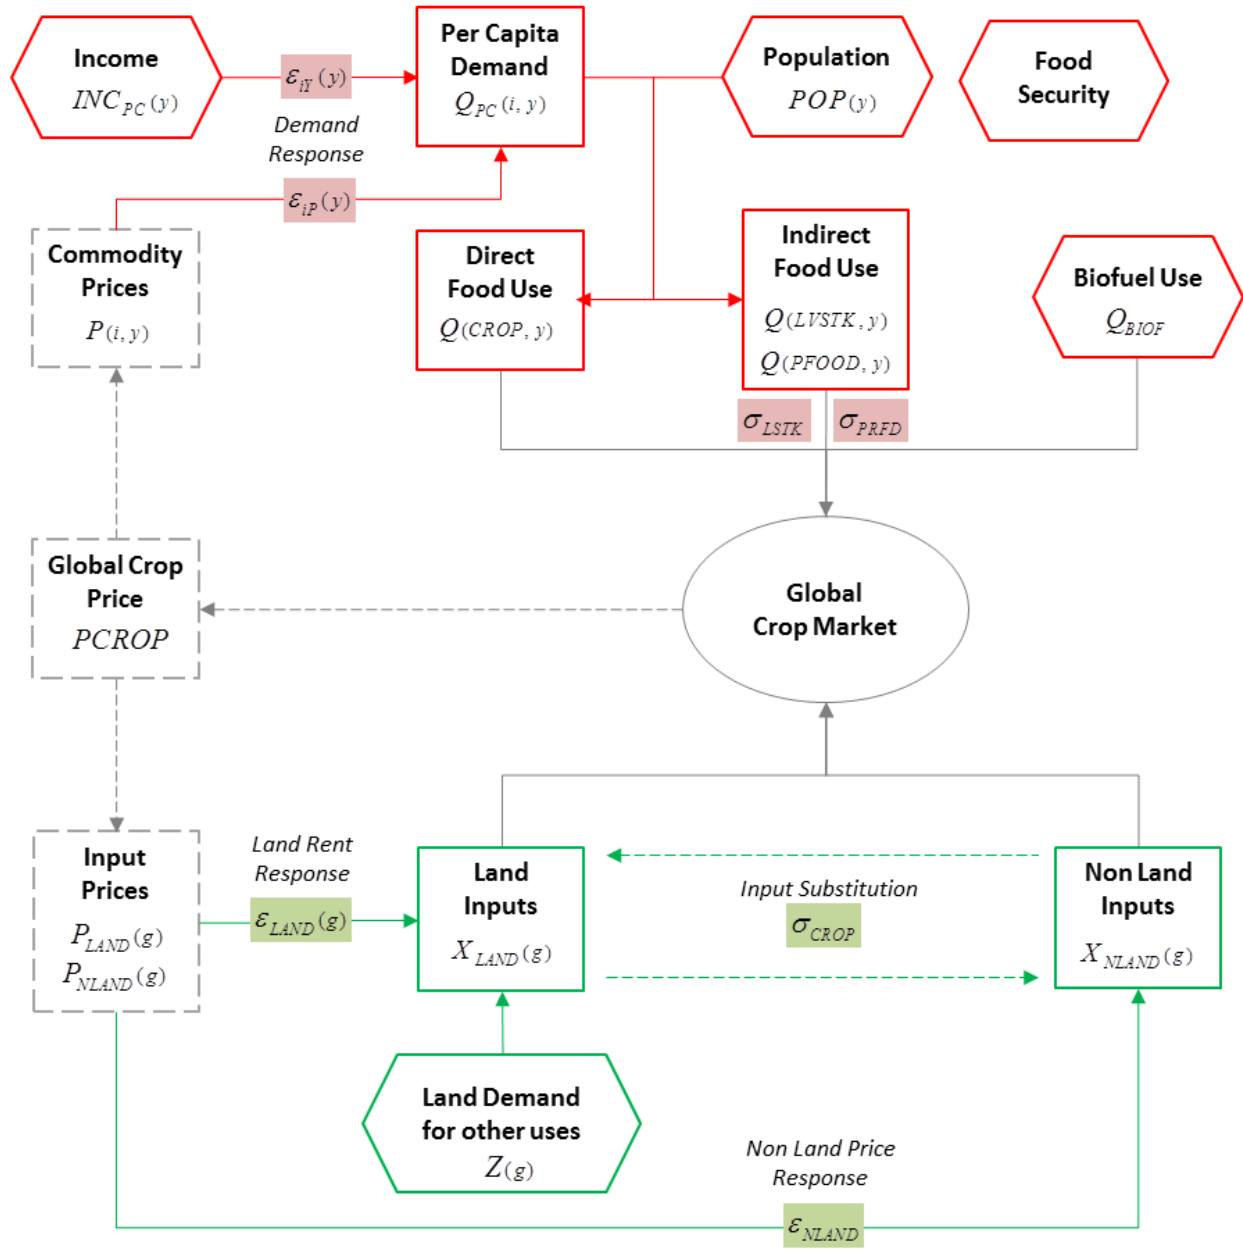 Income
INC_PC (y)
ε_iY (y)
Demand
Response
ε_iP (y)
Per Capita
Demand
Q_PC (i, y)
Population
POP (y)
Food
Security
Commodity
Prices
P (i, y)
Direct
Food Use
Q (CROP, y)
Indirect
Food Use
Q (LVSTK, y)
Q (PFOOD, y)
Biofuel Use
Q_BIOF
σ_LSTK
σ_PRFD
Global Crop
Price
PCROP
Global
Crop Market
Input
Prices
P_LAND (g)
P_NLAND (g)
Land Rent
Response
ε_LAND (g)
Land
Inputs
X_LAND (g)
Input Substitution
σ_CROP
Non Land
Inputs
X_NLAND (g)
Land Demand
for other uses
Z (g)
Non Land Price
Response
ε_NLAND